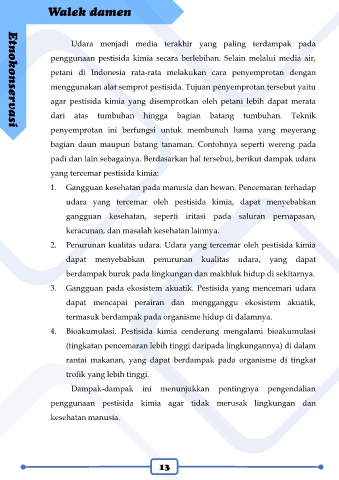 Walek damen
Etnokonservasi
Udara menjadi media terakhir yang paling terdampak pada
penggunaan pestisida kimia secara berlebihan. Selain melalui media air,
petani di Indonesia rata-rata melakukan cara penyemprotan dengan
menggunakan alat semprot pestisida. Tujuan penyemprotan tersebut yaitu
agar pestisida kimia yang disemprotkan oleh petani lebih dapat merata
dari atas tumbuhan hingga bagian batang tumbuhan. Teknik
penyemprotan ini berfungsi untuk membunuh hama yang meyerang
bagian daun maupun batang tanaman. Contohnya seperti wereng pada
padi dan lain sebagainya. Berdasarkan hal tersebut, berikut dampak udara
yang tercemar pestisida kimia:
1. Gangguan kesehatan pada manusia dan hewan. Pencemaran terhadap
udara yang tercemar oleh pestisida kimia, dapat menyebabkan
gangguan kesehatan, seperti iritasi pada saluran pernapasan,
keracunan, dan masalah kesehatan lainnya.
2. Penurunan kualitas udara. Udara yang tercemar oleh pestisida kimia
dapat menyebabkan penurunan kualitas udara, yang dapat
berdampak buruk pada lingkungan dan makhluk hidup di sekitarnya.
3. Gangguan pada ekosistem akuatik. Pestisida yang mencemari udara
dapat mencapai perairan dan mengganggu ekosistem akuatik,
termasuk berdampak pada organisme hidup di dalamnya.
4. Bioakumulasi. Pestisida kimia cenderung mengalami bioakumulasi
(tingkatan pencemaran lebih tinggi daripada lingkungannya) di dalam
rantai makanan, yang dapat berdampak pada organisme di tingkat
trofik yang lebih tinggi.
Dampak-dampak ini menunjukkan pentingnya pengendalian
penggunaan pestisida kimia agar tidak merusak lingkungan dan
kesehatan manusia.
13